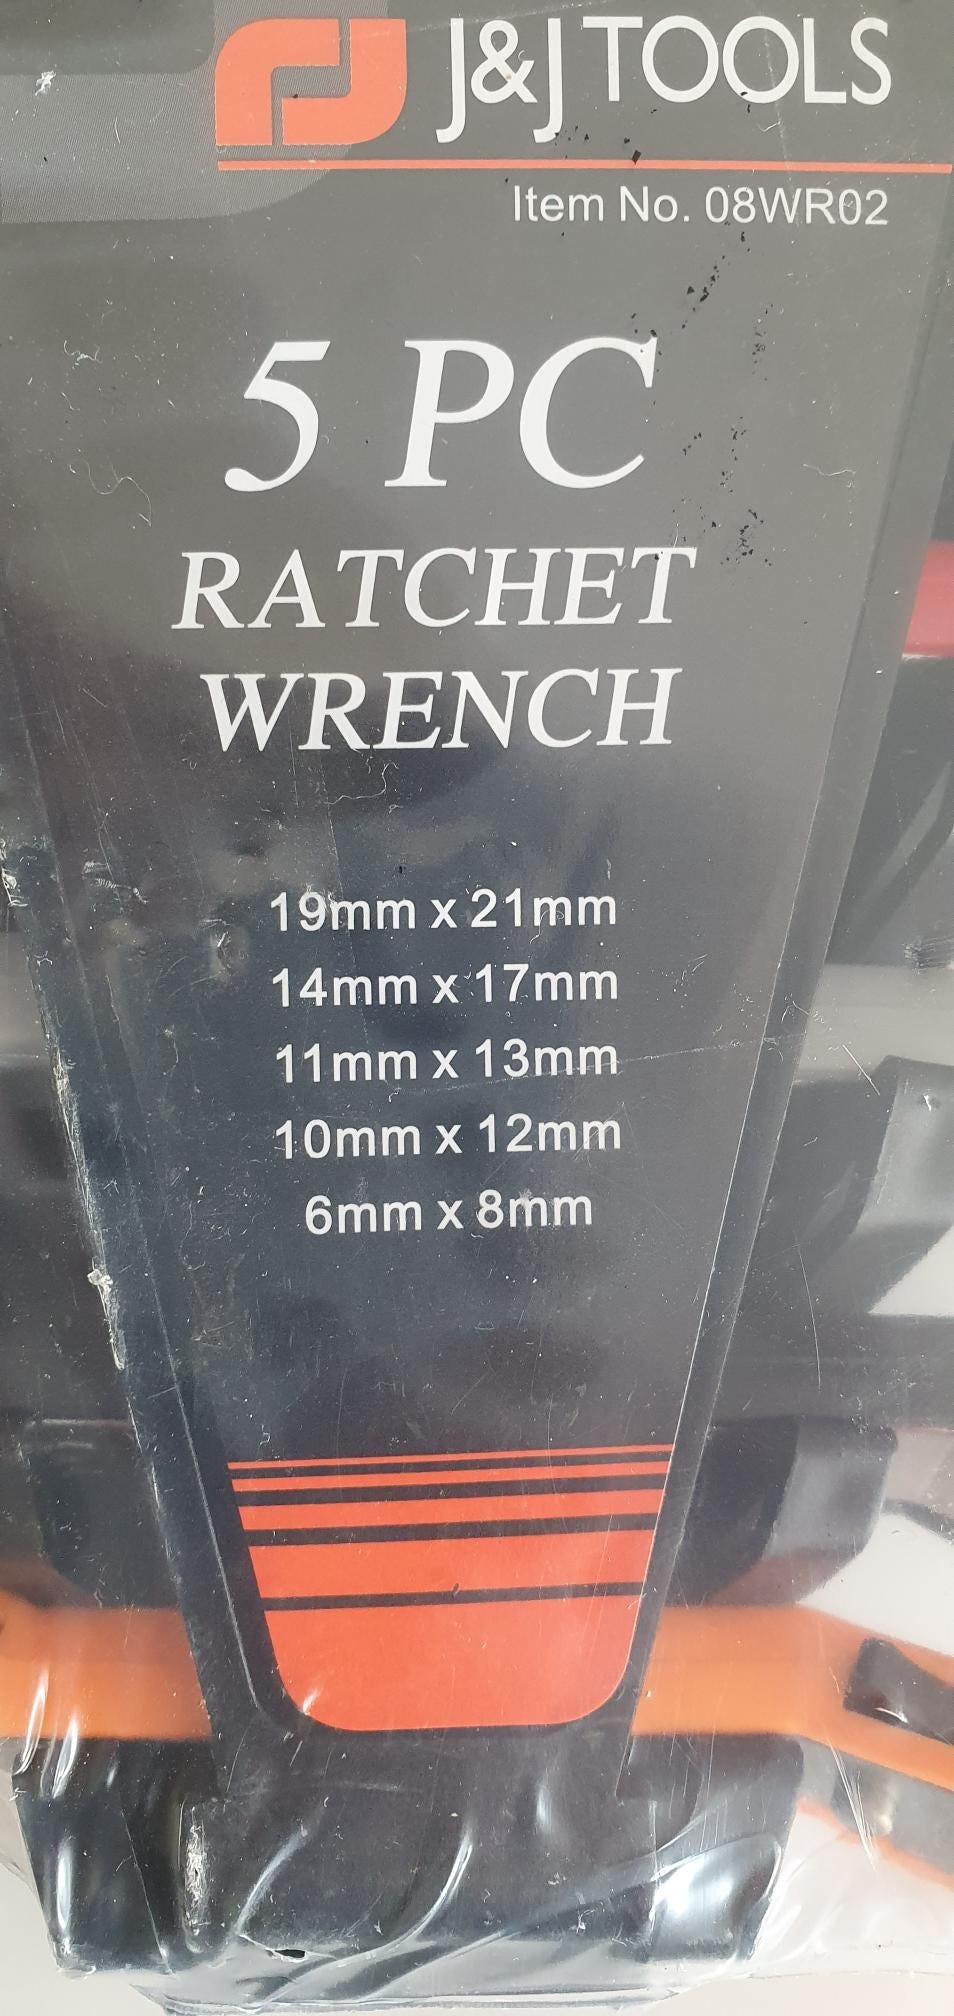 J&J TOOLS
Item No. 08WR02
5 PC
RATCHET
WRENCH
19mm x 21mm
14mm x 17mm
11mm x 13mm
10mm x 12mm
6mm x 8mm